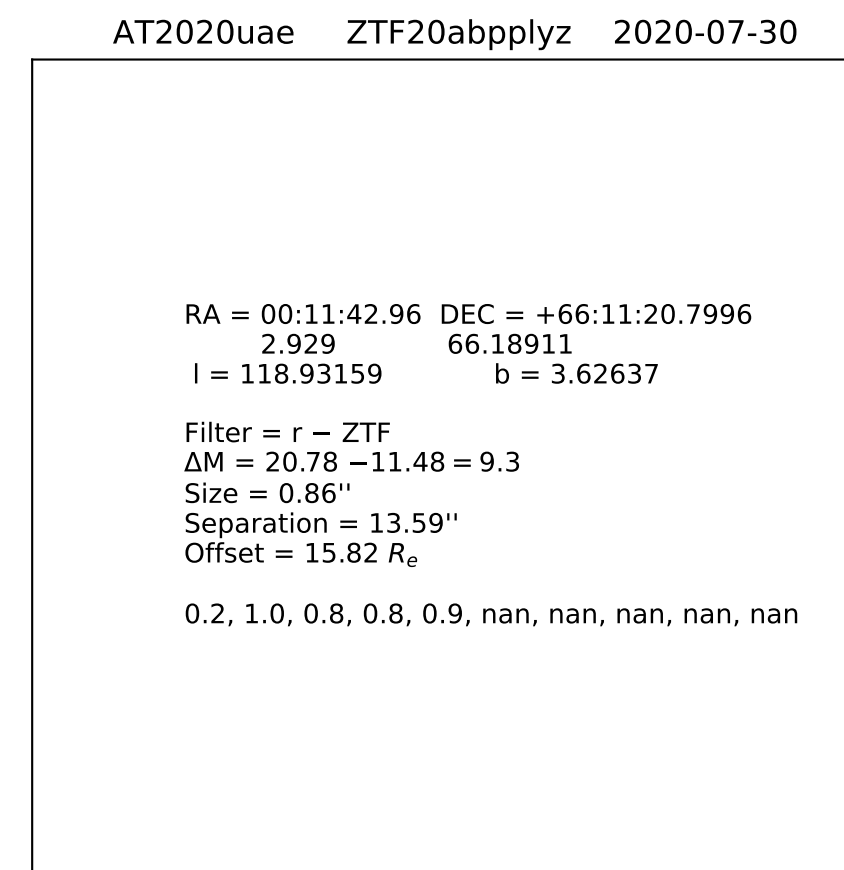 AT2020uae ZTF20abpplyz 2020-07-30
RA = 00:11:42.96 DEC = +66:11:20.7996
2.929 66.18911
l = 118.93159 b = 3.62637
Filter = r − ZTF
ΔM = 20.78 −11.48 = 9.3
Size = 0.86''
Separation = 13.59''
Offset = 15.82 Rₑ
0.2, 1.0, 0.8, 0.8, 0.9, nan, nan, nan, nan, nan